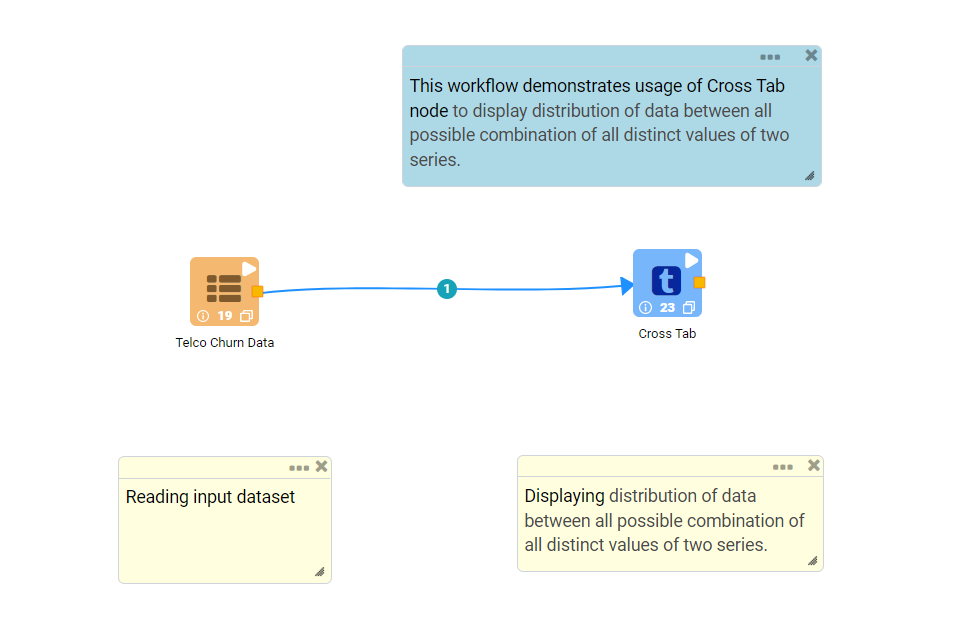 This workflow demonstrates usage of Cross Tab
node to display distribution of data between all
possible combination of all distinct values of two
series.
1
t
19
23
Telco Churn Data
Cross Tab
Reading input dataset
Displaying distribution of data
between all possible combination of
all distinct values of two series.